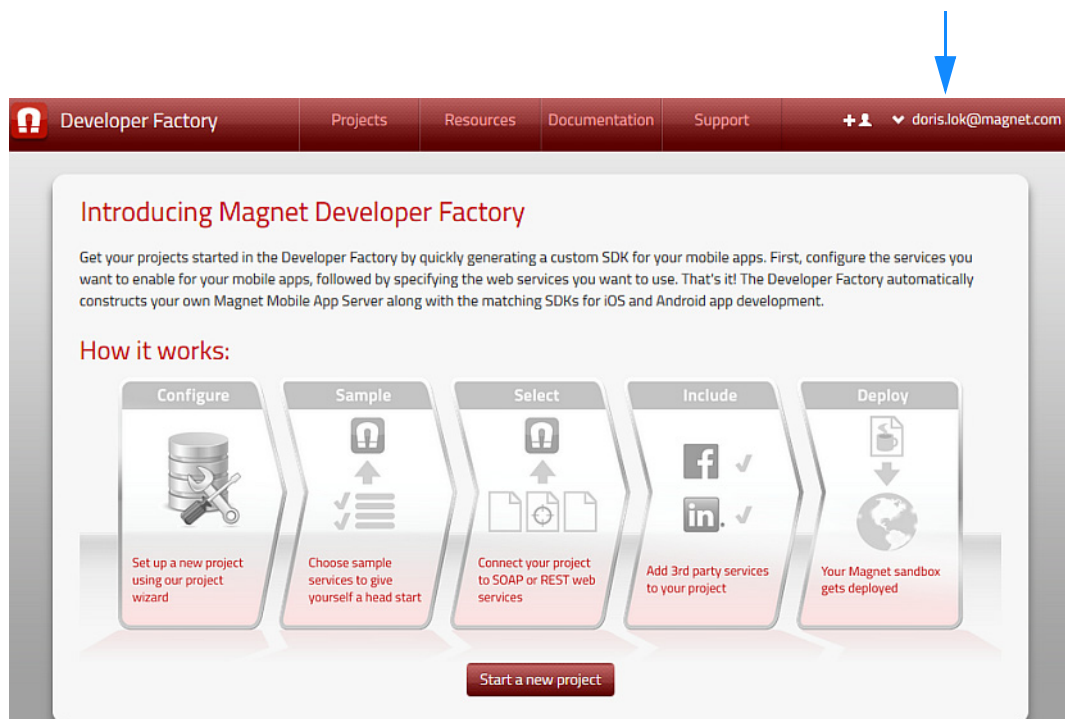 Developer Factory
Projects
Resources
Documentation
Support
doris.lok@magnet.com
Introducing Magnet Developer Factory
Get your projects started in the Developer Factory by quickly generating a custom SDK for your mobile apps. First, configure the services you
want to enable for your mobile apps, followed by specifying the web services you want to use. That's it! The Developer Factory automatically
constructs your own Magnet Mobile App Server along with the matching SDKs for iOS and Android app development.
How it works:
Configure
Set up a new project
using our project
wizard
Sample
Choose sample
services to give
yourself a head start
Select
Connect your project
to SOAP or REST web
services
Include
f
in.
Add 3rd party services
to your project
Deploy
Your Magnet sandbox
gets deployed
Start a new project